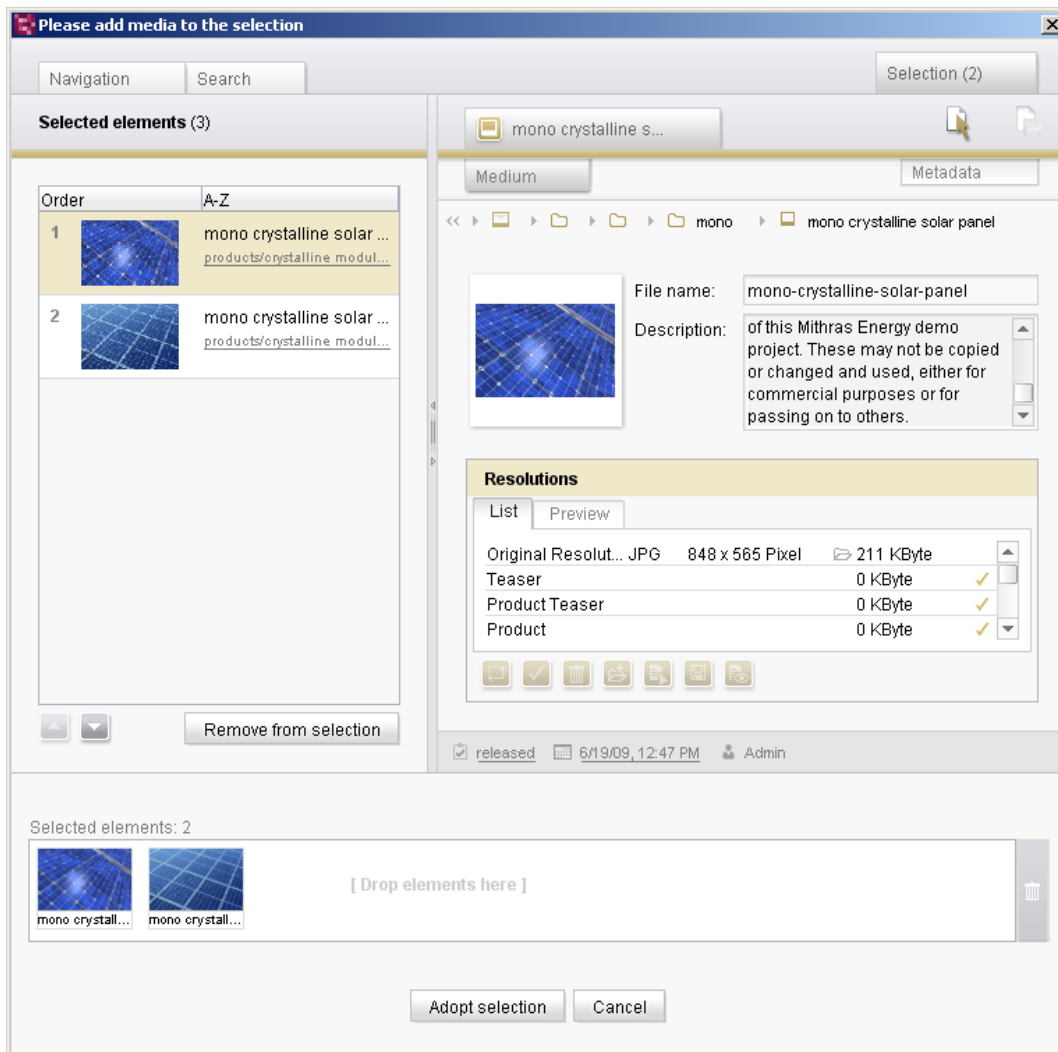 Please add media to the selection
Navigation
Search
Selection (2)
Selected elements (3)
mono crystalline s...
Medium
Metadata
Order
A-Z
1
mono crystalline solar ...
products/crystalline modul...
2
mono crystalline solar ...
products/crystalline modul...
<< mono mono crystalline solar panel
File name: mono-crystalline-solar-panel
Description: of this Mithras Energy demo
project. These may not be copied
or changed and used, either for
commercial purposes or for
passing on to others.
Resolutions
List
Preview
Original Resolut... JPG 848 x 565 Pixel 211 KByte
Teaser 0 KByte
Product Teaser 0 KByte
Product 0 KByte
Remove from selection
released 6/19/09, 12:47 PM Admin
Selected elements: 2
mono crystall...
mono crystall...
[ Drop elements here ]
Adopt selection
Cancel